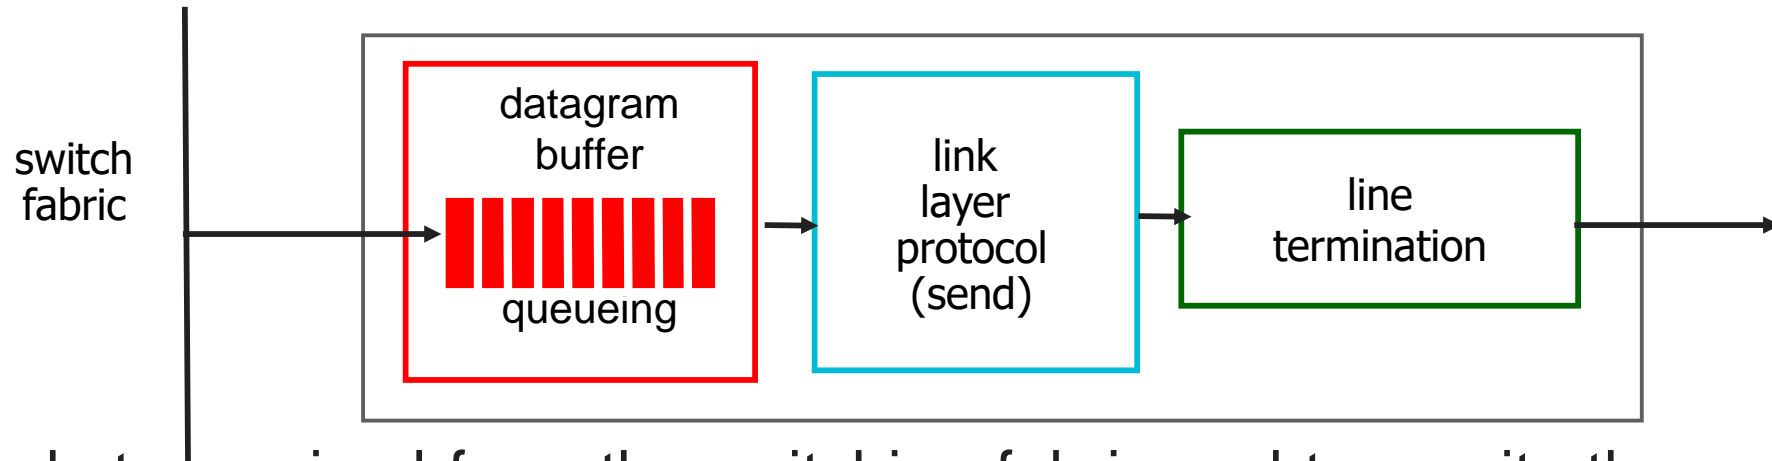 switch
fabric
datagram
buffer
queueing
link
layer
protocol
(send)
line
termination